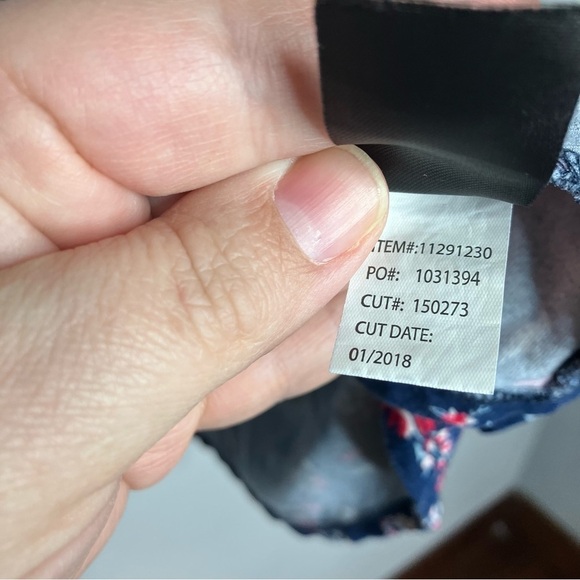 ITEM#:11291230
PO#: 1031394
CUT#: 150273
CUT DATE:
01/2018